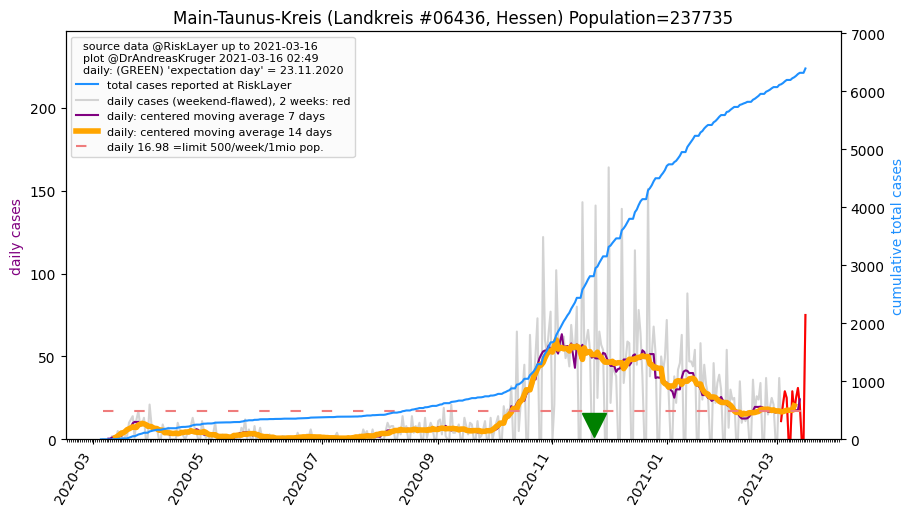 Main-Taunus-Kreis (Landkreis #06436, Hessen) Population=237735
source data @RiskLayer up to 2021-03-16
plot @DrAndreasKruger 2021-03-16 02:49
daily: (GREEN) 'expectation day' = 23.11.2020
total cases reported at RiskLayer
daily cases (weekend-flawed), 2 weeks: red
daily: centered moving average 7 days
daily: centered moving average 14 days
daily 16.98 =limit 500/week/1mio pop.
daily cases
200
150
100
50
0
7000
6000
5000
4000
3000
2000
1000
0
cumulative total cases
2020-03
2020-05
2020-07
2020-09
2020-11
2021-01
2021-03